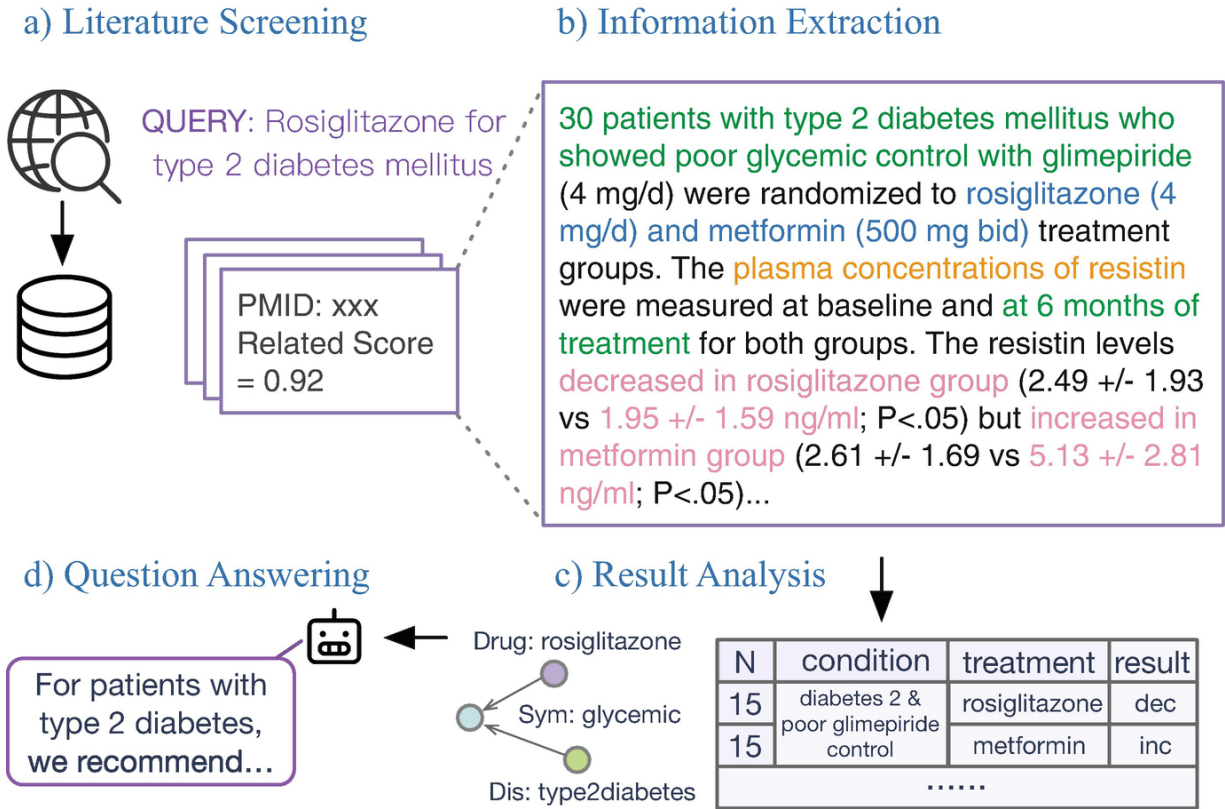 a) Literature Screening
QUERY: Rosiglitazone for
type 2 diabetes mellitus
PMID: xxx
Related Score
= 0.92
b) Information Extraction
30 patients with type 2 diabetes mellitus who
showed poor glycemic control with glimepiride
(4 mg/d) were randomized to rosiglitazone (4
mg/d) and metformin (500 mg bid) treatment
groups. The plasma concentrations of resistin
were measured at baseline and at 6 months of
treatment for both groups. The resistin levels
decreased in rosiglitazone group (2.49 +/- 1.93
vs 1.95 +/- 1.59 ng/ml; P<.05) but increased in
metformin group (2.61 +/- 1.69 vs 5.13 +/- 2.81
ng/ml; P<.05)...
c) Result Analysis
N condition treatment result
15 diabetes 2 & poor glimepiride control rosiglitazone dec
15 metformin inc
......
Drug: rosiglitazone
Sym: glycemic
Dis: type2diabetes
d) Question Answering
For patients with
type 2 diabetes,
we recommend...